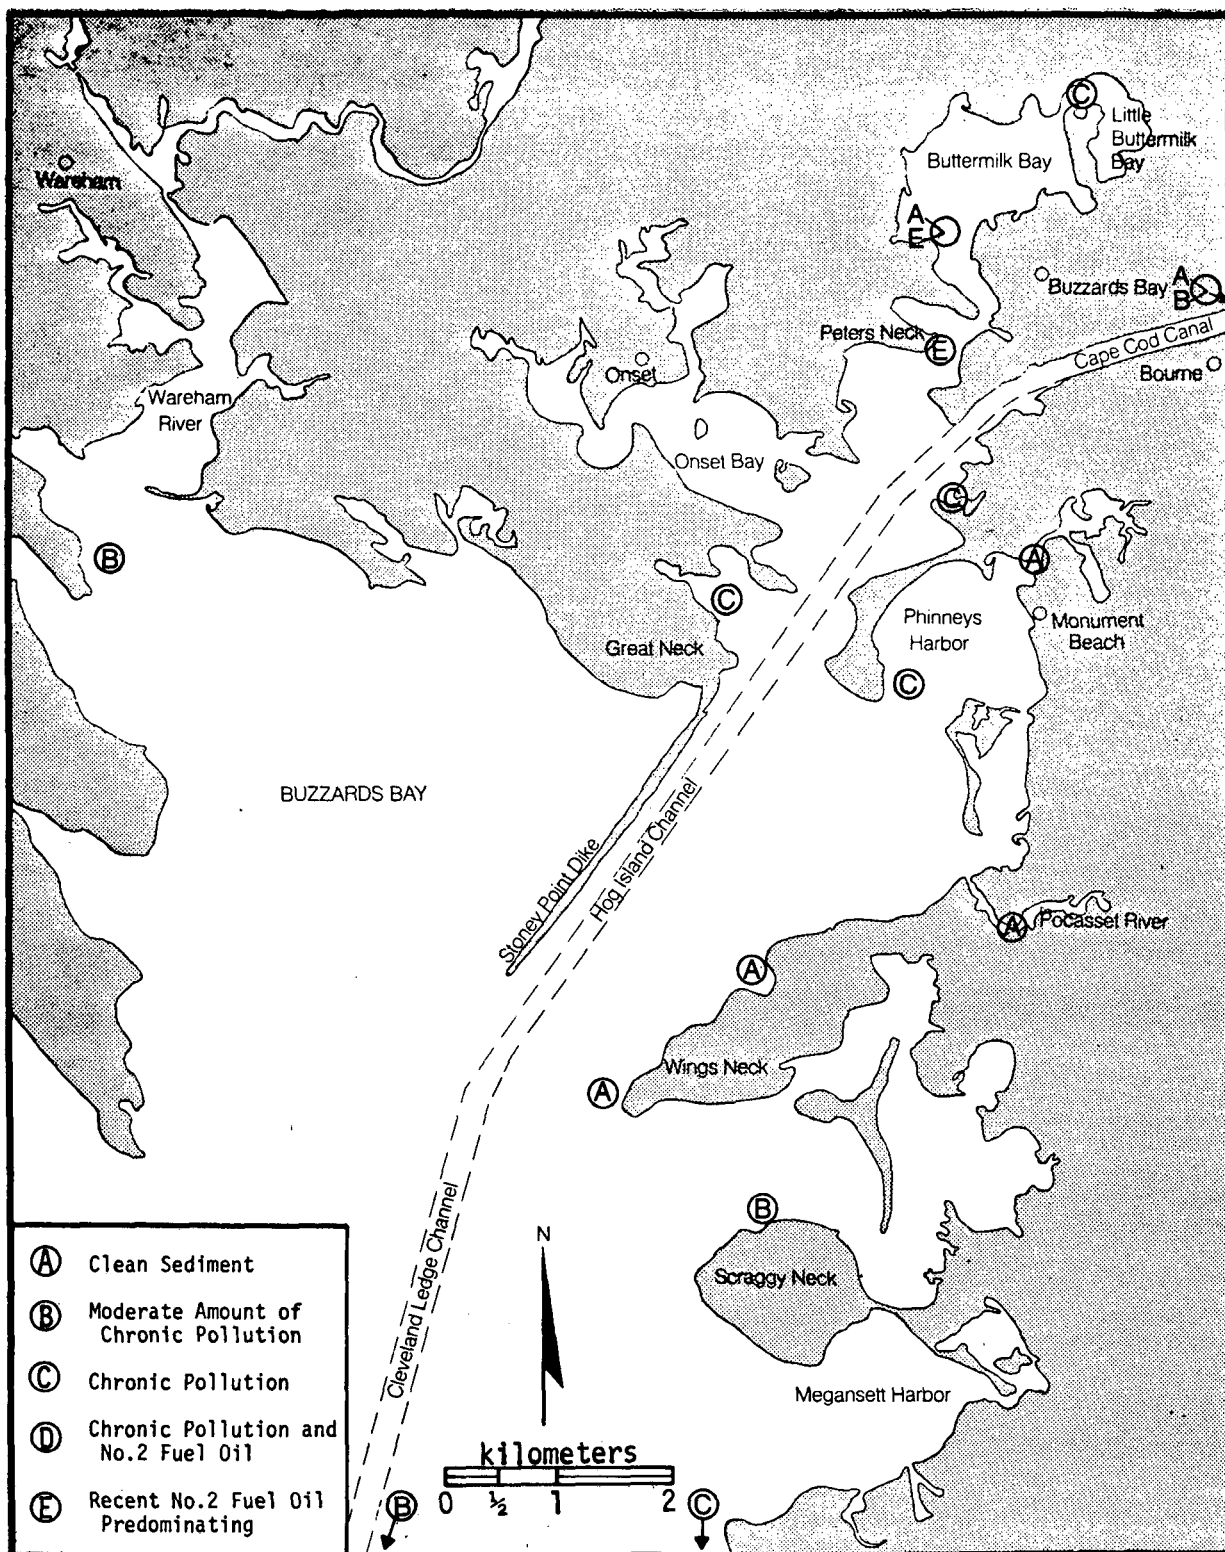 C
Little
Buttermilk
Bay
Buttermilk Bay
Wareham
A
E
Buzzards Bay
A
B
Peters Neck
E
Cape Cod Canal
Bourne
Onset
Wareham
River
Onset Bay
C
B
A
C
Phinneys
Harbor
Monument
Beach
Great Neck
C
BUZZARDS BAY
Stoney Point Dike
Hog Island Channel
A
Pocasset River
A
Wings Neck
A
B
Scraggy Neck
Cleveland Ledge Channel
N
Megansett Harbor
A Clean Sediment
B Moderate Amount of
Chronic Pollution
C Chronic Pollution
D Chronic Pollution and
No.2 Fuel Oil
E Recent No.2 Fuel Oil
Predominating
kilometers
0 ½ 1 2
B
C